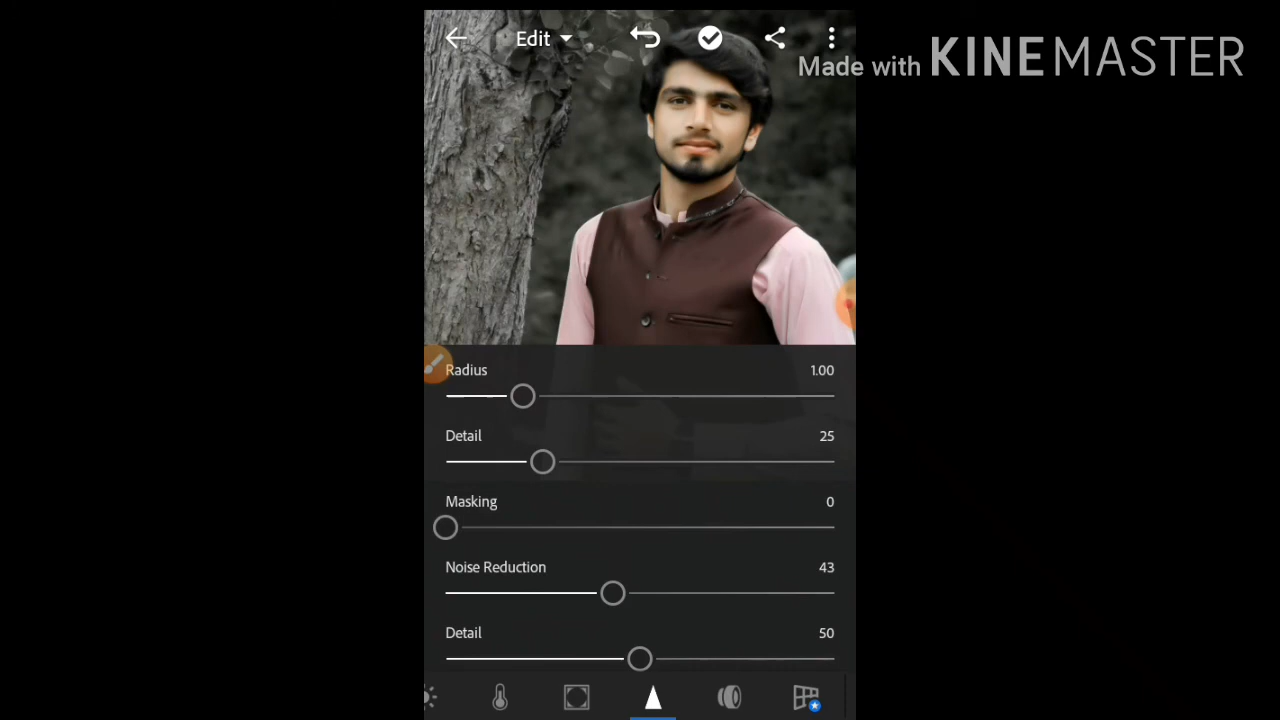 Edit
Made with KINEMASTER
Radius 1.00
Detail 25
Masking 0
Noise Reduction 43
Detail 50